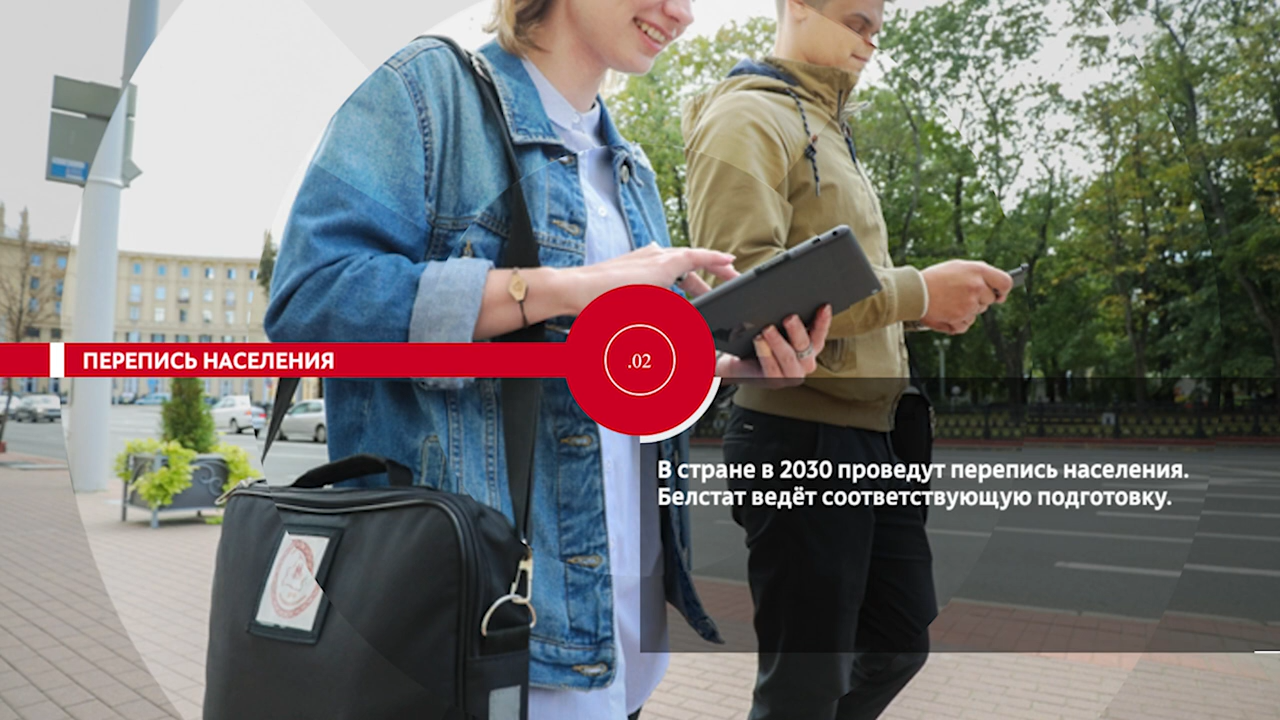 ПЕРЕПИСЬ НАСЕЛЕНИЯ
.02
В стране в 2030 проведут перепись населения.
Белстат ведёт соответствующую подготовку.